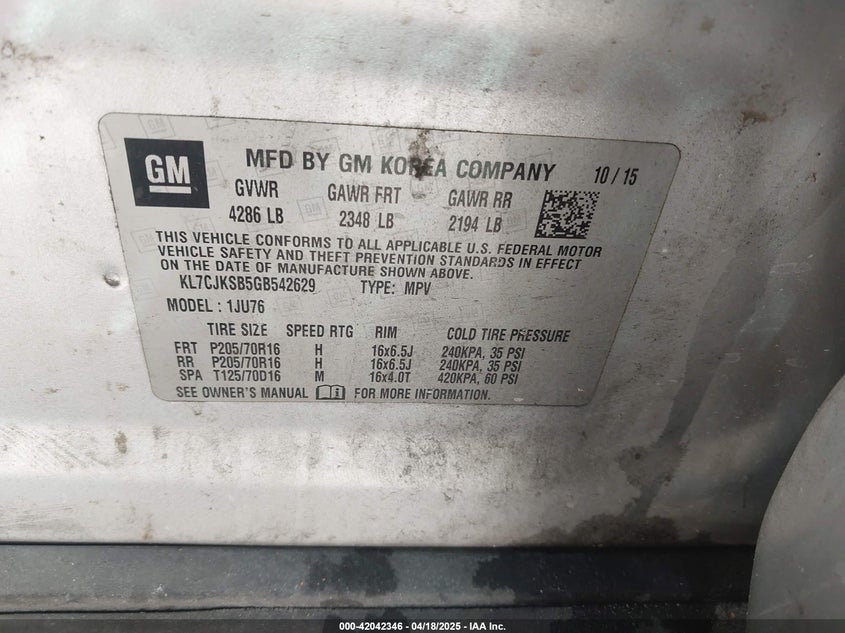 GM MFD BY GM KOREA COMPANY 10 / 15
GVWR GAWR FRT GAWR RR
4286 LB 2348 LB 2194 LB
THIS VEHICLE CONFORMS TO ALL APPLICABLE U.S. FEDERAL MOTOR
VEHICLE SAFETY AND THEFT PREVENTION STANDARDS IN EFFECT
ON THE DATE OF MANUFACTURE SHOWN ABOVE.
KL7CJKSB5GB542629 TYPE: MPV
MODEL : 1JU76
TIRE SIZE SPEED RTG RIM COLD TIRE PRESSURE
FRT P205/70R16 H 16x6.5J 240KPA, 35 PSI
RR P205/70R16 H 16x6.5J 240KPA, 35 PSI
SPA T125/70D16 M 16x4.0T 420KPA, 60 PSI
SEE OWNER'S MANUAL FOR MORE INFORMATION.
000-42042346 - 04/18/2025 - IAA Inc.